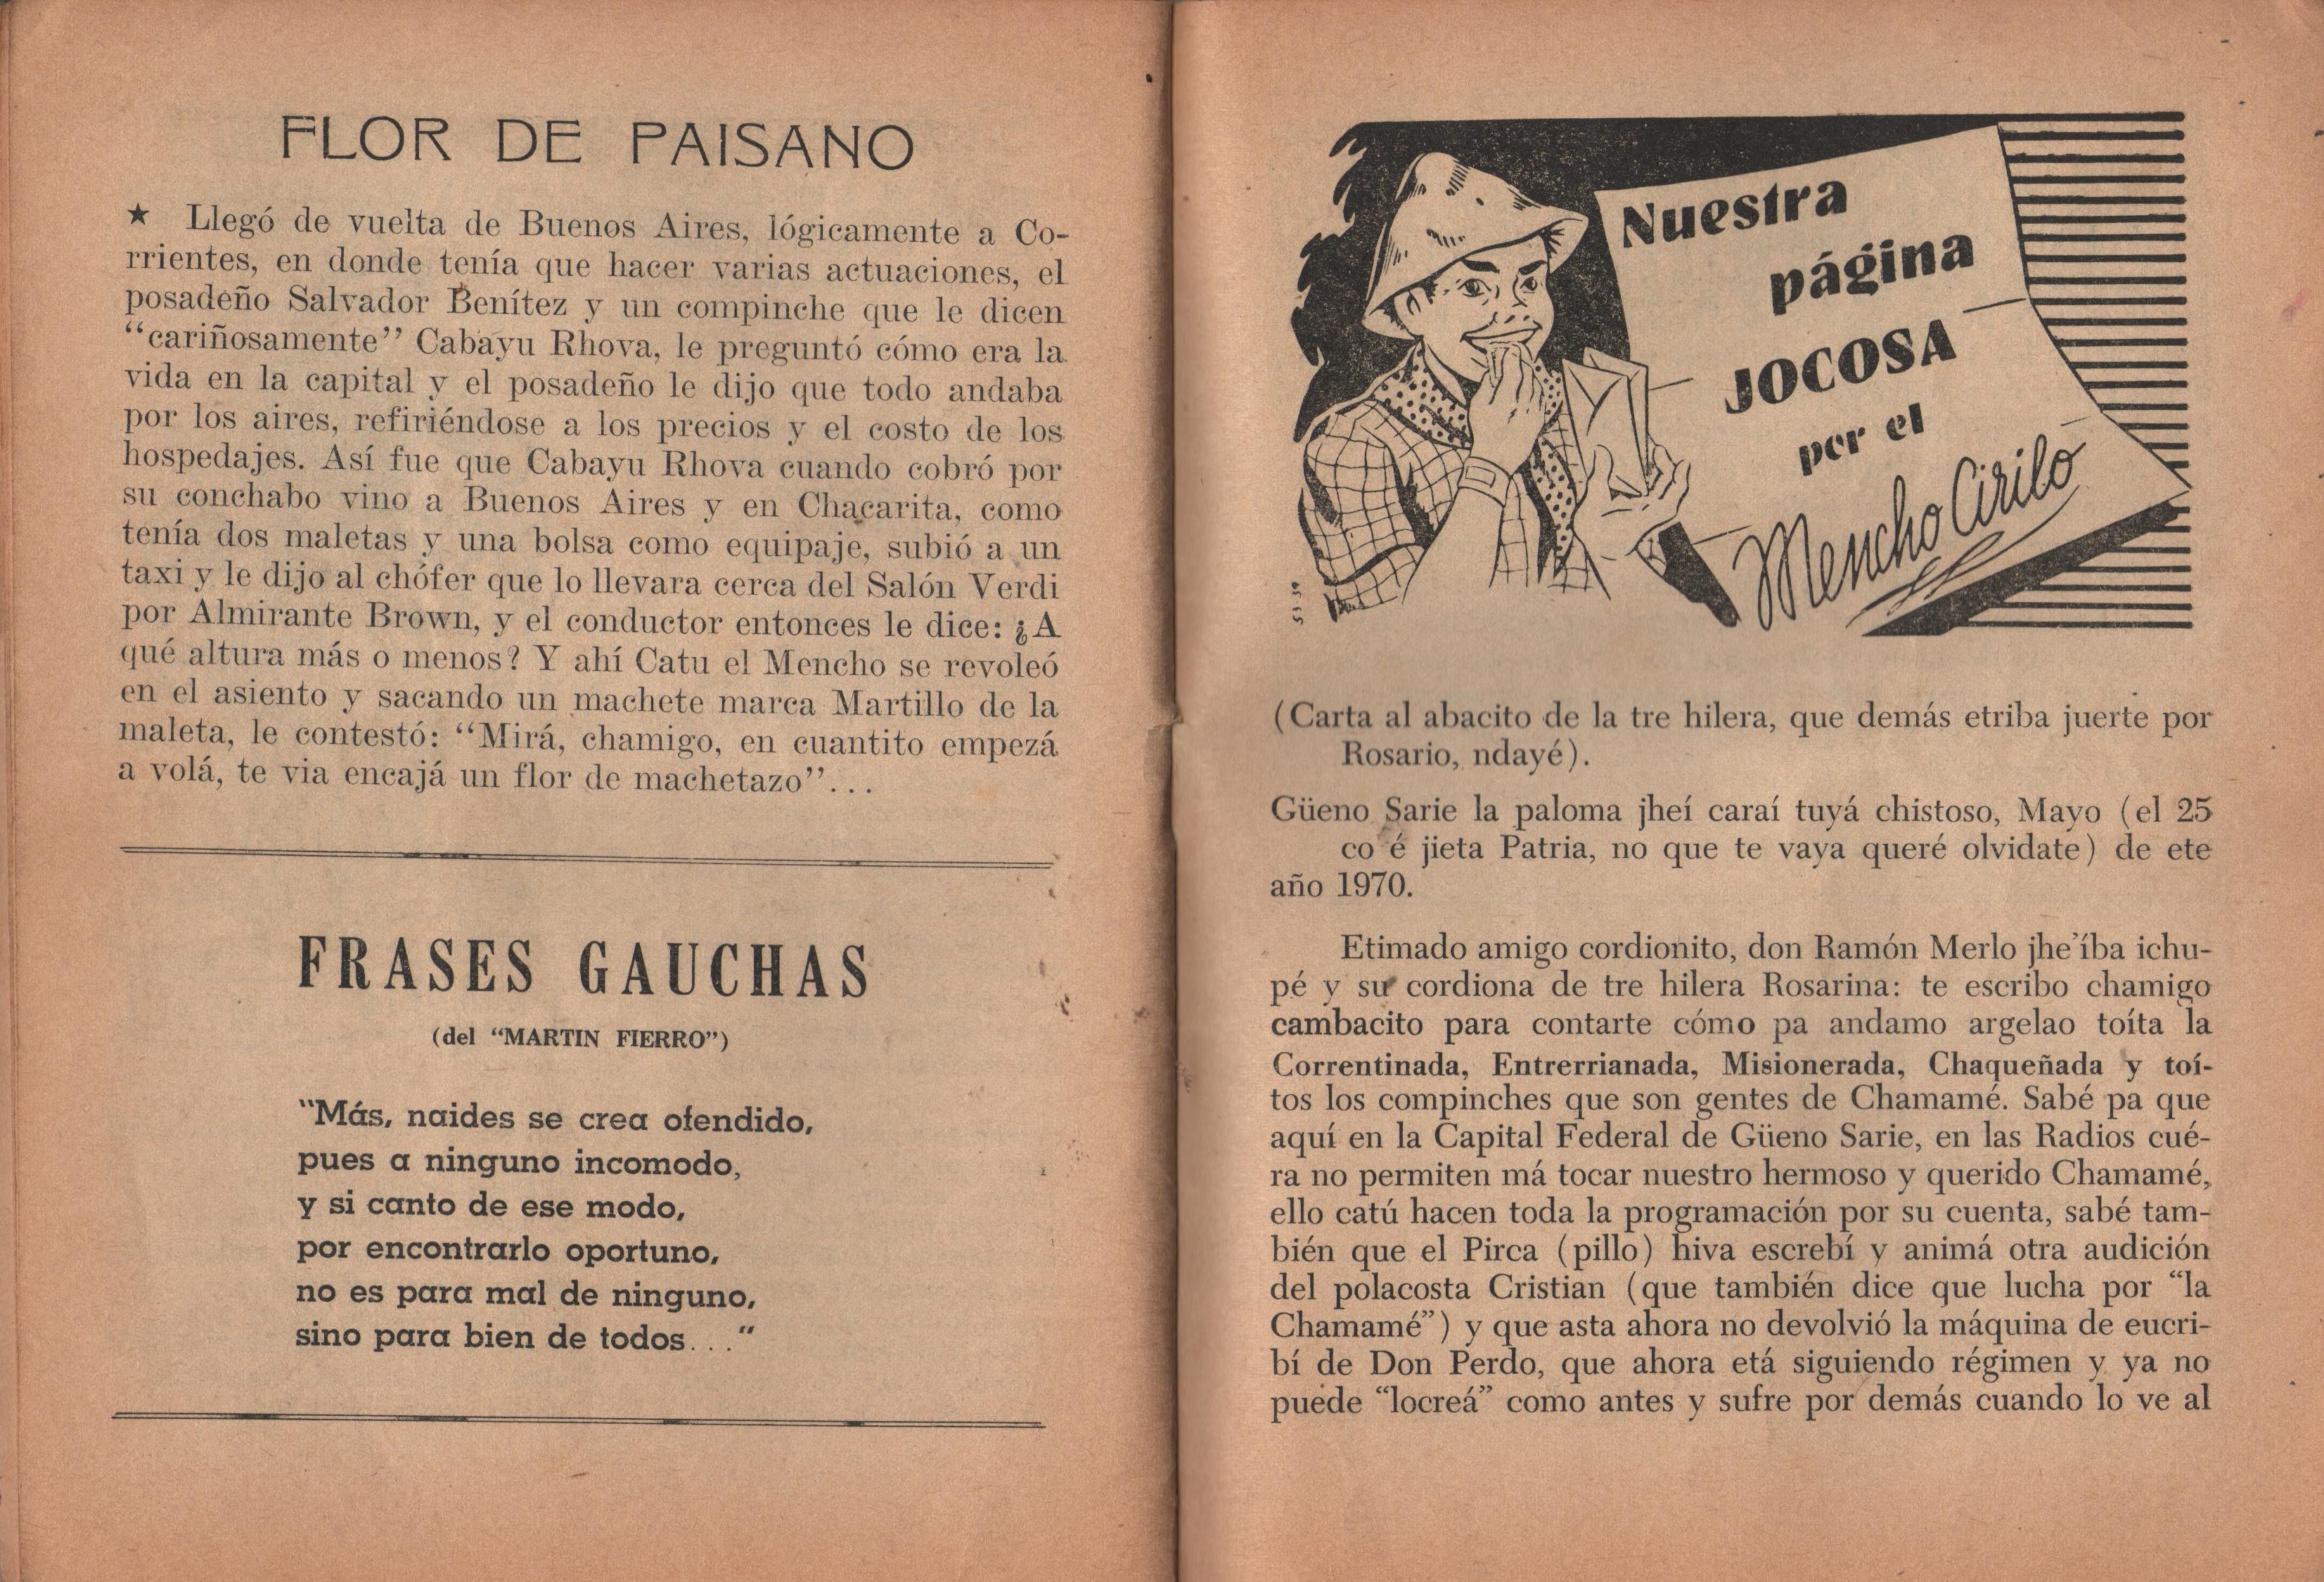 FLOR DE PAISANO
★ Llegó de vuelta de Buenos Aires, lógicamente a Co-
rrientes, en donde tenía que hacer varias actuaciones, el
posadeño Salvador Benítez y un compinche que le dicen
“cariñosamente” Cabayu Rhova, le preguntó cómo era la
vida en la capital y el posadeño le dijo que todo andaba
por los aires, refiriéndose a los precios y el costo de los
hospedajes. Así fue que Cabayu Rhova cuando cobró por
su conchabo vino a Buenos Aires y en Chacarita, como
tenía dos maletas y una bolsa como equipaje, subió a un
taxi y le dijo al chófer que lo llevara cerca del Salón Verdi
por Almirante Brown, y el conductor entonces le dice: ¿A
qué altura más o menos? Y ahí Catu el Mencho se revoleó
en el asiento y sacando un machete marca Martillo de la
maleta, le contestó: “Mirá, chamigo, en cuantito empezá
a volá, te via encajá un flor de machetazo”...
FRASES GAUCHAS
(del “MARTIN FIERRO”)
“Más, naides se crea ofendido,
pues a ninguno incomodo,
y si canto de ese modo,
por encontrarlo oportuno,
no es para mal de ninguno,
sino para bien de todos...“
Nuestra
página
JOCOSA
por el
Mencho Cirilo
(Carta al abacito de la tre hilera, que demás etriba juerte por
Rosario, ndayé).
Güeno Sarie la paloma jheí caraí tuyá chistoso, Mayo (el 25
co é jieta Patria, no que te vaya queré olvidate) de ete
año 1970.
Etimado amigo cordionito, don Ramón Merlo jhe'íba ichu-
pé y su cordiona de tre hilera Rosarina: te escribo chamigo
cambacito para contarte cómo pa andamo argelao toíta la
Correntinada, Entrerrianada, Misionerada, Chaqueñada y toí-
tos los compinches que son gentes de Chamamé. Sabé pa que
aquí en la Capital Federal de Güeno Sarie, en las Radios cué-
ra no permiten má tocar nuestro hermoso y querido Chamamé,
ello catú hacen toda la programación por su cuenta, sabé tam-
bién que el Pirca (pillo) hiva escrebí y animá otra audición
del polacosta Cristian (que también dice que lucha por “la
Chamamé”) y que asta ahora no devolvió la máquina de eucri-
bí de Don Perdo, que ahora etá siguiendo régimen y ya no
puede “locreá” como antes y sufre por demás cuando lo ve al